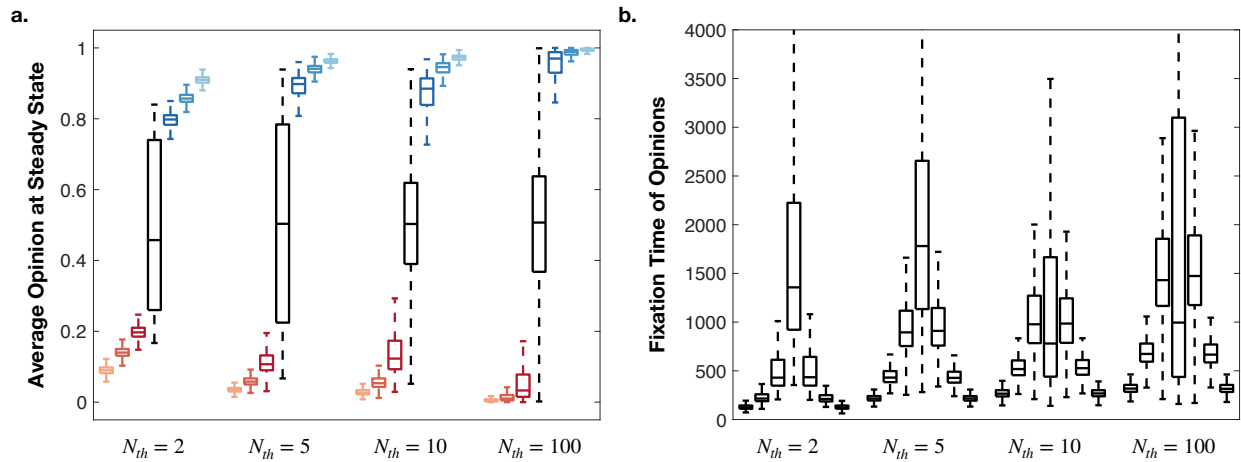 a.
Average Opinion at Steady State
1
0.8
0.6
0.4
0.2
0
N_th = 2
N_th = 5
N_th = 10
N_th = 100
b.
Fixation Time of Opinions
4000
3500
3000
2500
2000
1500
1000
500
0
N_th = 2
N_th = 5
N_th = 10
N_th = 100